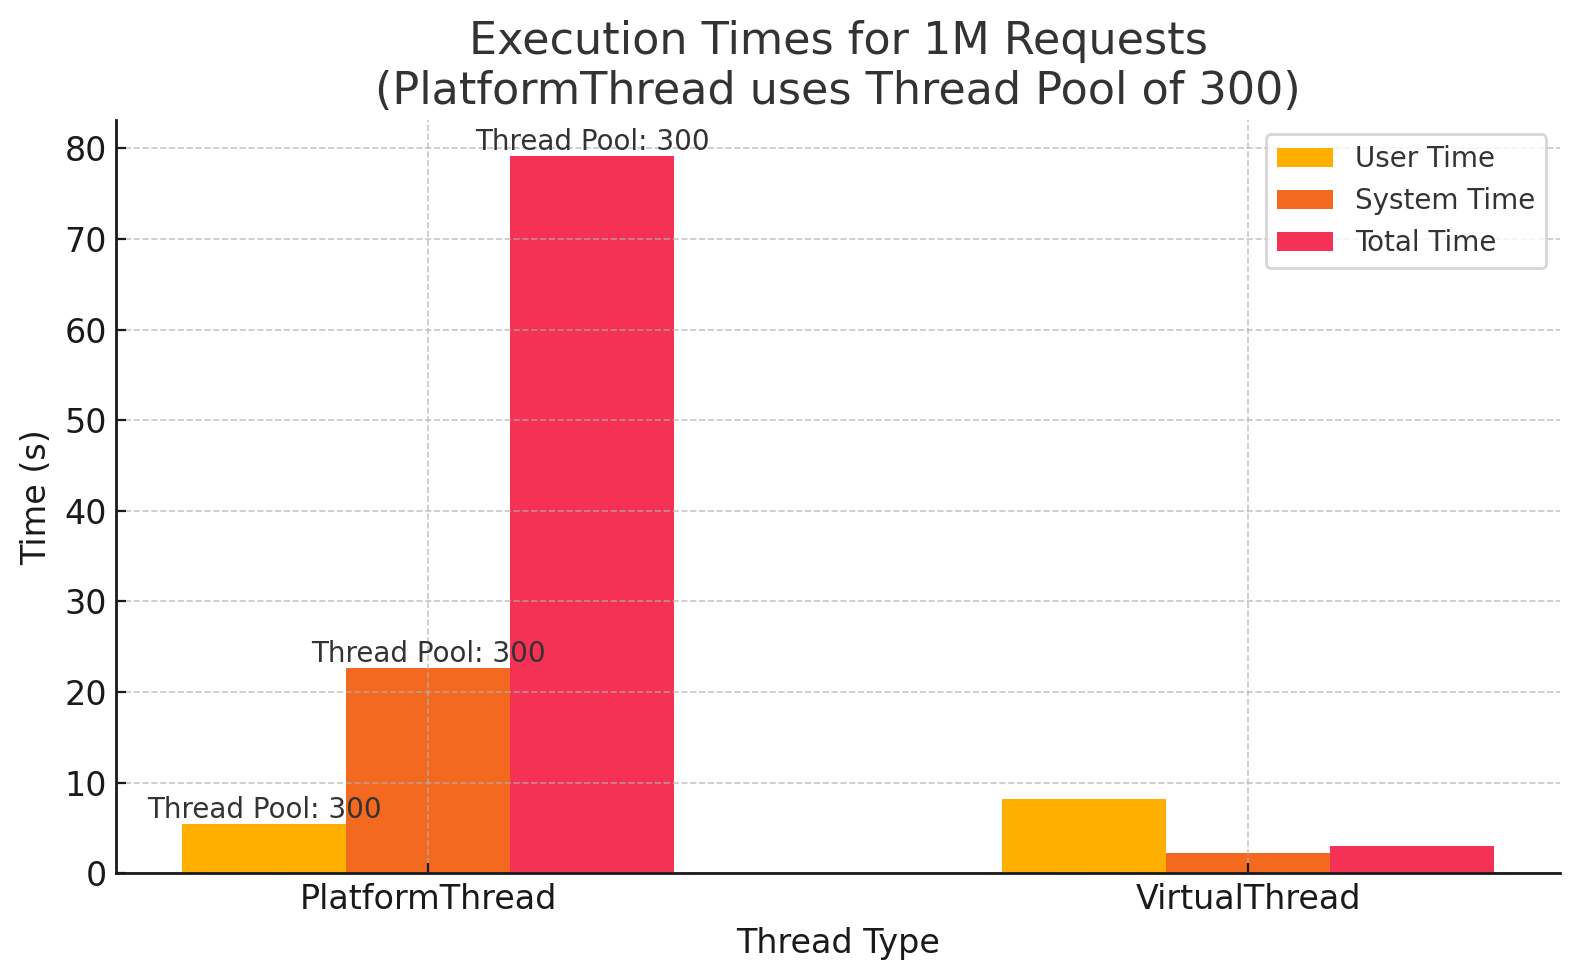 Execution Times for 1M Requests
(PlatformThread uses Thread Pool of 300)
Thread Pool: 300
Thread Pool: 300
Thread Pool: 300
User Time
System Time
Total Time
80
70
60
50
40
30
20
10
0
Time (s)
PlatformThread
VirtualThread
Thread Type